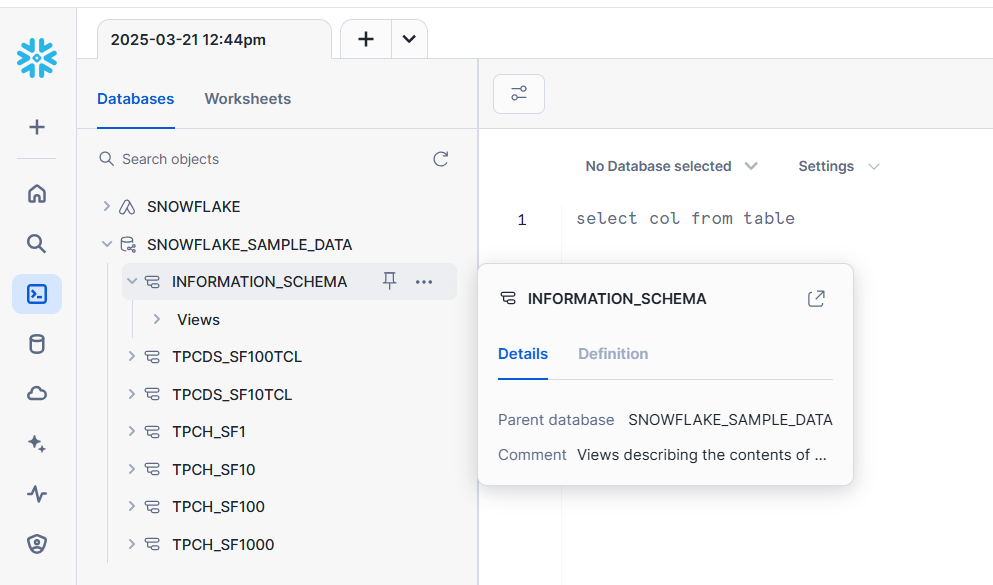 2025-03-21 12:44pm
Databases Worksheets
Search objects
No Database selected Settings
SNOWFLAKE
1 select col from table
SNOWFLAKE_SAMPLE_DATA
INFORMATION_SCHEMA
Views
TPCDS_SF100TCL
TPCDS_SF10TCL
TPCH_SF1
TPCH_SF10
TPCH_SF100
TPCH_SF1000
INFORMATION_SCHEMA
Details Definition
Parent database SNOWFLAKE_SAMPLE_DATA
Comment Views describing the contents of ...